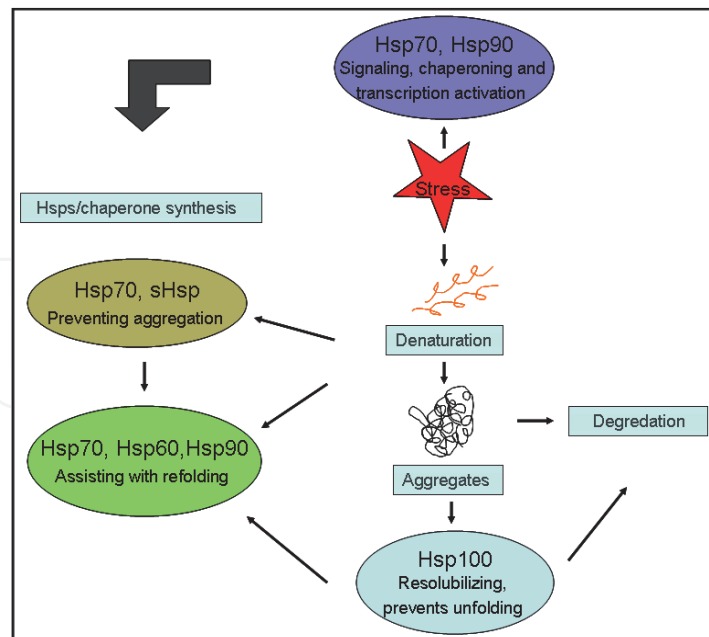 Hsp70, Hsp90
Signaling, chaperoning and
transcription activation
Stress
Hsps/chaperone synthesis
Hsp70, sHsp
Preventing aggregation
Denaturation
Hsp70, Hsp60,Hsp90
Assisting with refolding
Degredation
Aggregates
Hsp100
Resolubilizing,
prevents unfolding